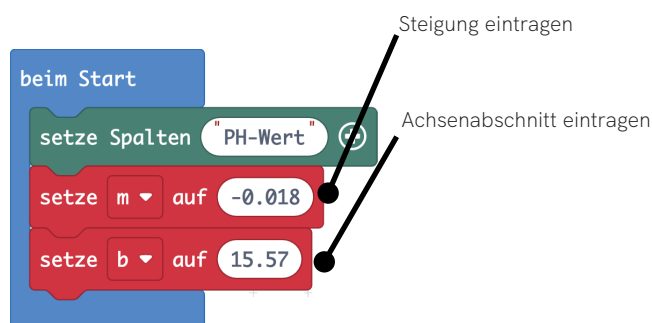 Steigung eintragen
beim Start
Achsenabschnitt eintragen
setze Spalten "PH-Wert"
setze m auf -0.018
setze b auf 15.57